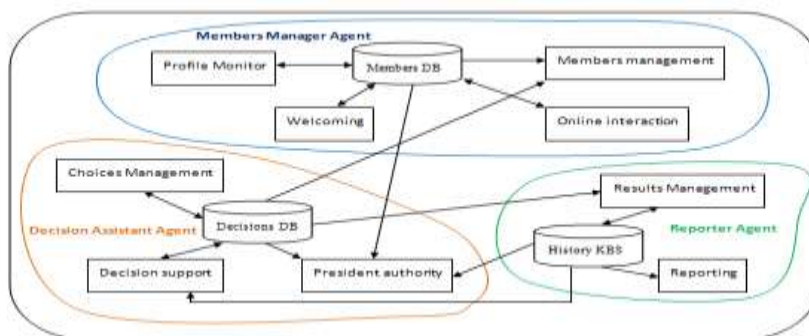 Members Manager Agent
Profile Monitor
Members DB
Members management
Welcoming
Online interaction
Choices Management
Results Management
Decision Assistant Agent
Decisions DB
History KBS
Reporter Agent
Decision support
President authority
Reporting